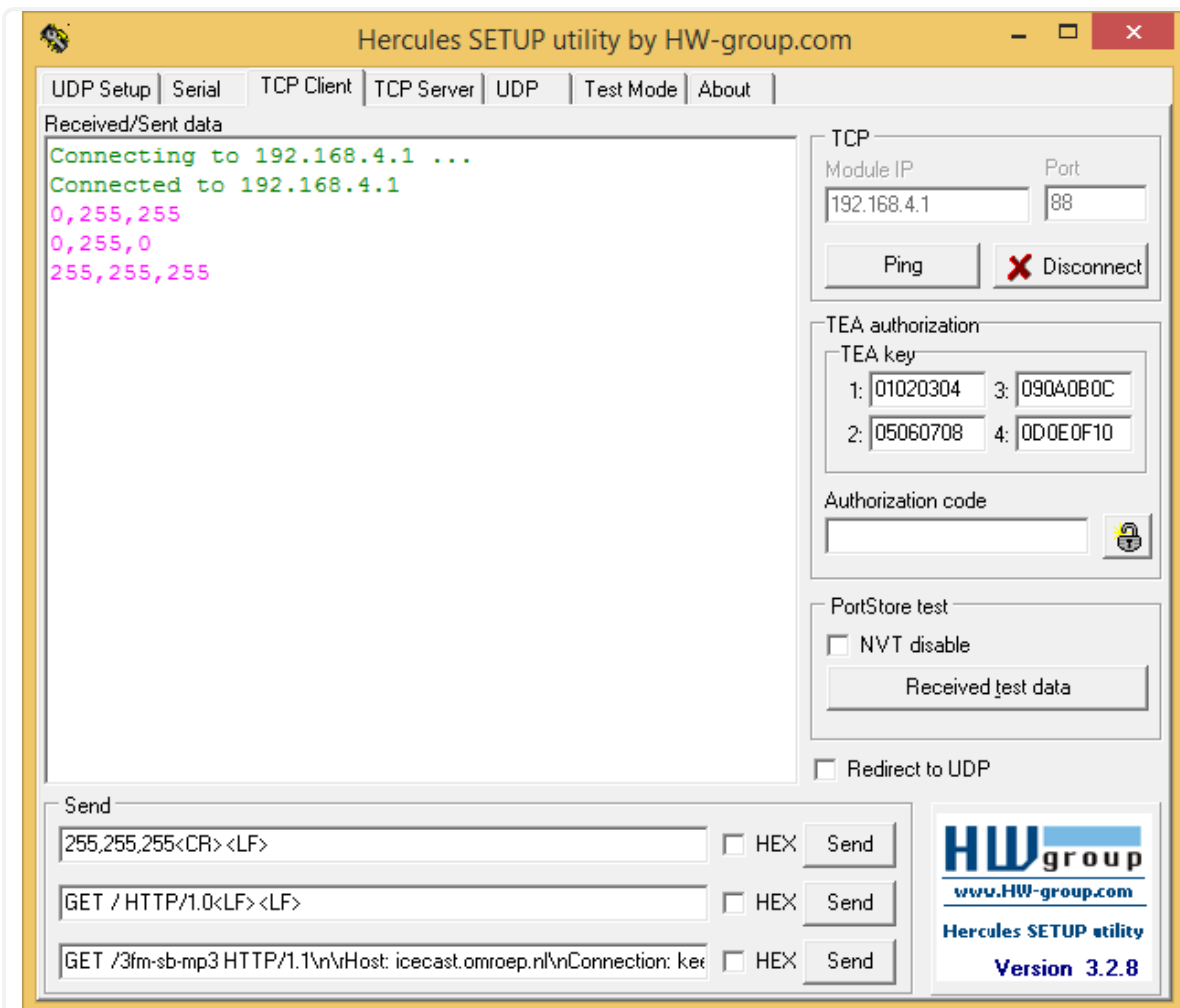 Hercules SETUP utility by HW-group.com
UDP Setup Serial TCP Client TCP Server UDP Test Mode About
Received/Sent data
Connecting to 192.168.4.1 ...
Connected to 192.168.4.1
0,255,255
0,255,0
255,255,255
TCP
Module IP Port
192.168.4.1 88
Ping Disconnect
TEA authorization
TEA key
1: 01020304 3: 090A0B0C
2: 05060708 4: 0D0E0F10
Authorization code
PortStore test
NVT disable
Received test data
Redirect to UDP
Send
255,255,255<CR><LF> HEX Send
GET / HTTP/1.0<LF><LF> HEX Send
GET /3fm-sb-mp3 HTTP/1.1\n\rHost: icecast.omroep.nl\nConnection: kee HEX Send
HW group
www.HW-group.com
Hercules SETUP utility
Version 3.2.8